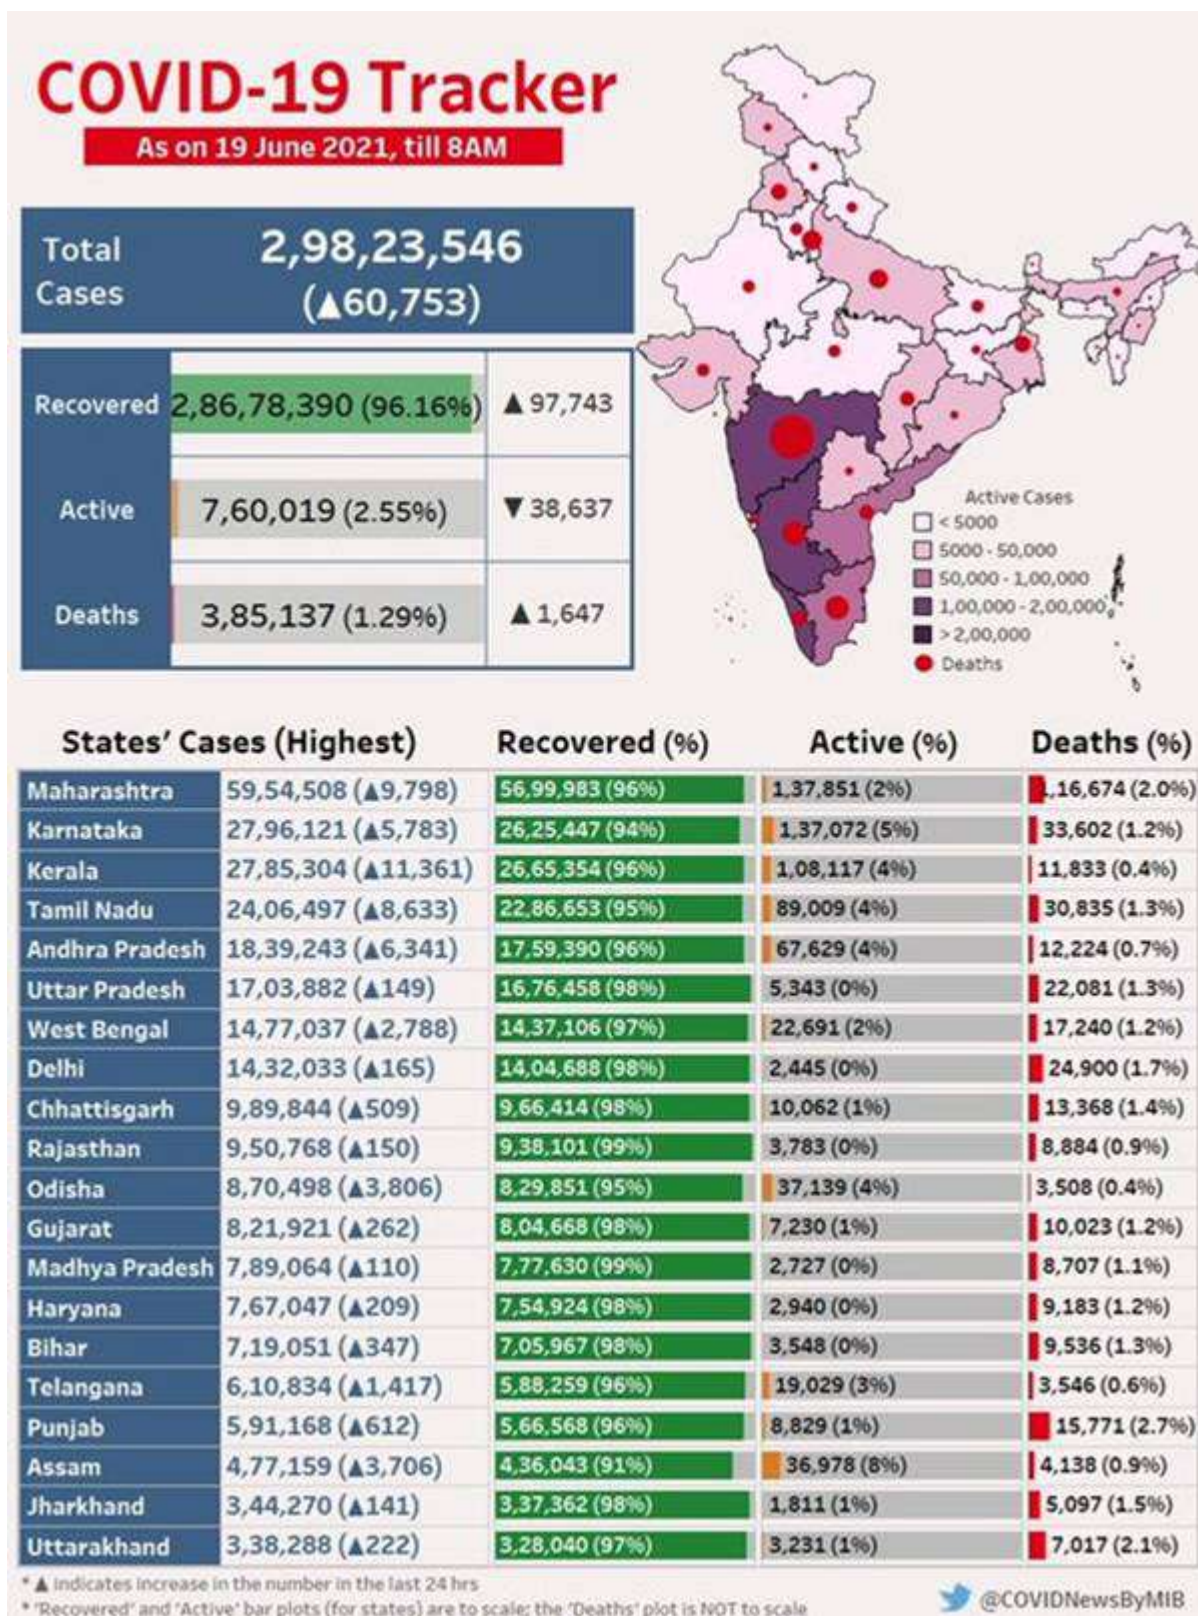 COVID-19 Tracker
As on 19 June 2021, till 8AM
Total Cases 2,98,23,546 (▲60,753)
Recovered 2,86,78,390 (96.16%) ▲ 97,743
Active 7,60,019 (2.55%) ▼ 38,637
Deaths 3,85,137 (1.29%) ▲ 1,647
Active Cases
< 5000
5000 - 50,000
50,000 - 1,00,000
1,00,000 - 2,00,000
> 2,00,000
Deaths
States' Cases (Highest) Recovered (%) Active (%) Deaths (%)
Maharashtra 59,54,508 (▲9,798) 56,99,983 (96%) 1,37,851 (2%) 1,16,674 (2.0%)
Karnataka 27,96,121 (▲5,783) 26,25,447 (94%) 1,37,072 (5%) 33,602 (1.2%)
Kerala 27,85,304 (▲11,361) 26,65,354 (96%) 1,08,117 (4%) 11,833 (0.4%)
Tamil Nadu 24,06,497 (▲8,633) 22,86,653 (95%) 89,009 (4%) 30,835 (1.3%)
Andhra Pradesh 18,39,243 (▲6,341) 17,59,390 (96%) 67,629 (4%) 12,224 (0.7%)
Uttar Pradesh 17,03,882 (▲149) 16,76,458 (98%) 5,343 (0%) 22,081 (1.3%)
West Bengal 14,77,037 (▲2,788) 14,37,106 (97%) 22,691 (2%) 17,240 (1.2%)
Delhi 14,32,033 (▲165) 14,04,688 (98%) 2,445 (0%) 24,900 (1.7%)
Chhattisgarh 9,89,844 (▲509) 9,66,414 (98%) 10,062 (1%) 13,368 (1.4%)
Rajasthan 9,50,768 (▲150) 9,38,101 (99%) 3,783 (0%) 8,884 (0.9%)
Odisha 8,70,498 (▲3,806) 8,29,851 (95%) 37,139 (4%) 3,508 (0.4%)
Gujarat 8,21,921 (▲262) 8,04,668 (98%) 7,230 (1%) 10,023 (1.2%)
Madhya Pradesh 7,89,064 (▲110) 7,77,630 (99%) 2,727 (0%) 8,707 (1.1%)
Haryana 7,67,047 (▲209) 7,54,924 (98%) 2,940 (0%) 9,183 (1.2%)
Bihar 7,19,051 (▲347) 7,05,967 (98%) 3,548 (0%) 9,536 (1.3%)
Telangana 6,10,834 (▲1,417) 5,88,259 (96%) 19,029 (3%) 3,546 (0.6%)
Punjab 5,91,168 (▲612) 5,66,568 (96%) 8,829 (1%) 15,771 (2.7%)
Assam 4,77,159 (▲3,706) 4,36,043 (91%) 36,978 (8%) 4,138 (0.9%)
Jharkhand 3,44,270 (▲141) 3,37,362 (98%) 1,811 (1%) 5,097 (1.5%)
Uttarakhand 3,38,288 (▲222) 3,28,040 (97%) 3,231 (1%) 7,017 (2.1%)
* ▲ indicates increase in the number in the last 24 hrs
* 'Recovered' and 'Active' bar plots (for states) are to scale; the 'Deaths' plot is NOT to scale
@COVIDNewsByMIB